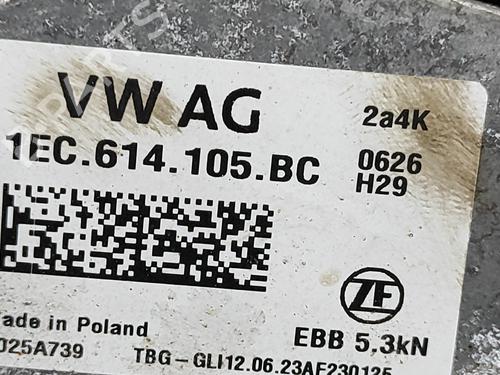 VW AG
2a4K
1EC.614.105.BC
0626
H29
ZF
Made in Poland
EBB 5.3kN
025A739
TBG-GLI12.06.23AF230125